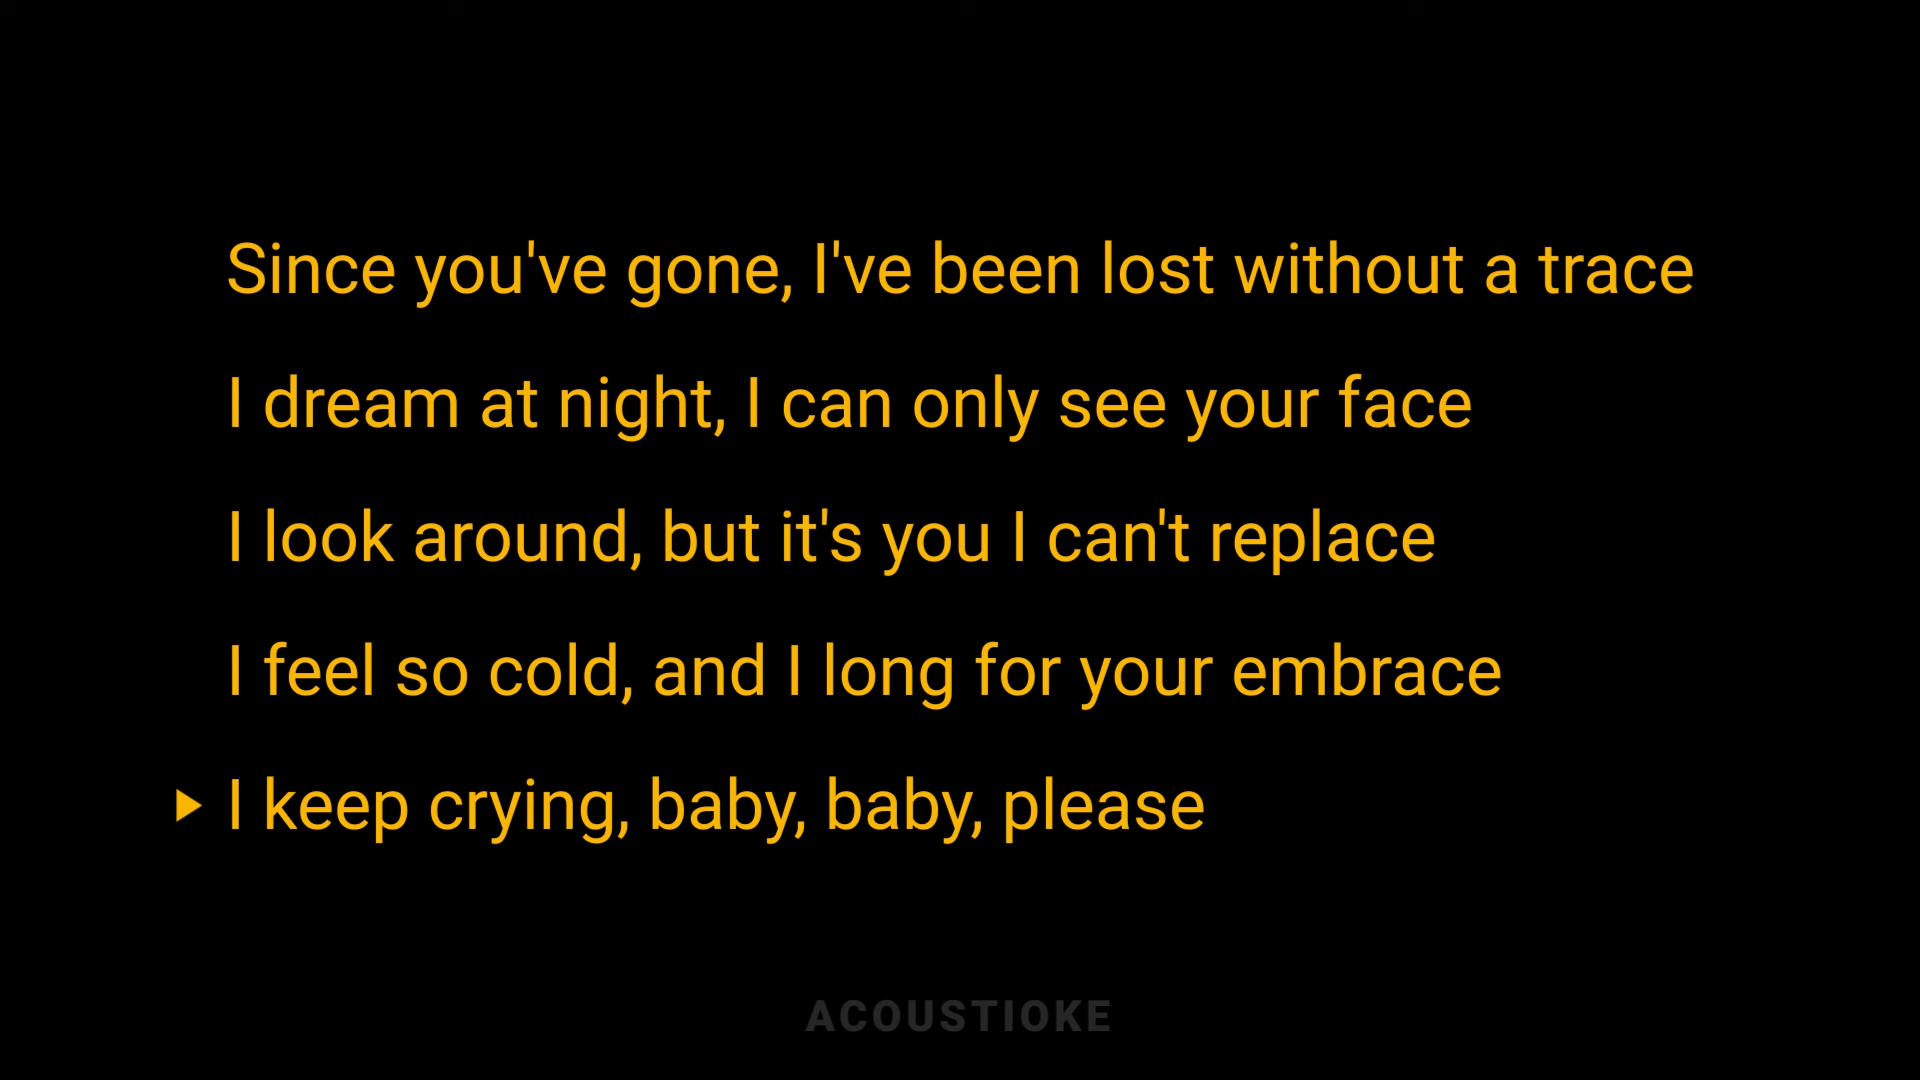 Since you've gone, I've been lost without a trace
I dream at night, I can only see your face
I look around, but it's you I can't replace
I feel so cold, and I long for your embrace
I keep crying, baby, baby, please
ACOUSTIOKE